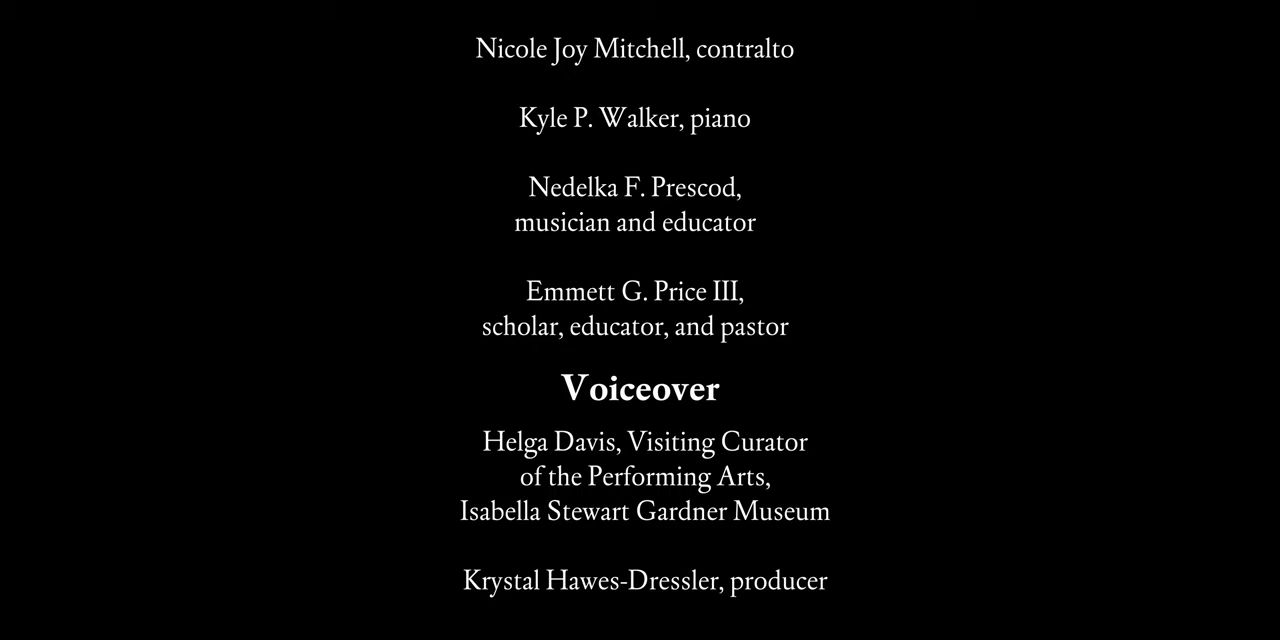 Nicole Joy Mitchell, contralto
Kyle P. Walker, piano
Nedelka F. Prescod,
musician and educator
Emmett G. Price III,
scholar, educator, and pastor
Voiceover
Helga Davis, Visiting Curator
of the Performing Arts,
Isabella Stewart Gardner Museum
Krystal Hawes-Dressler, producer